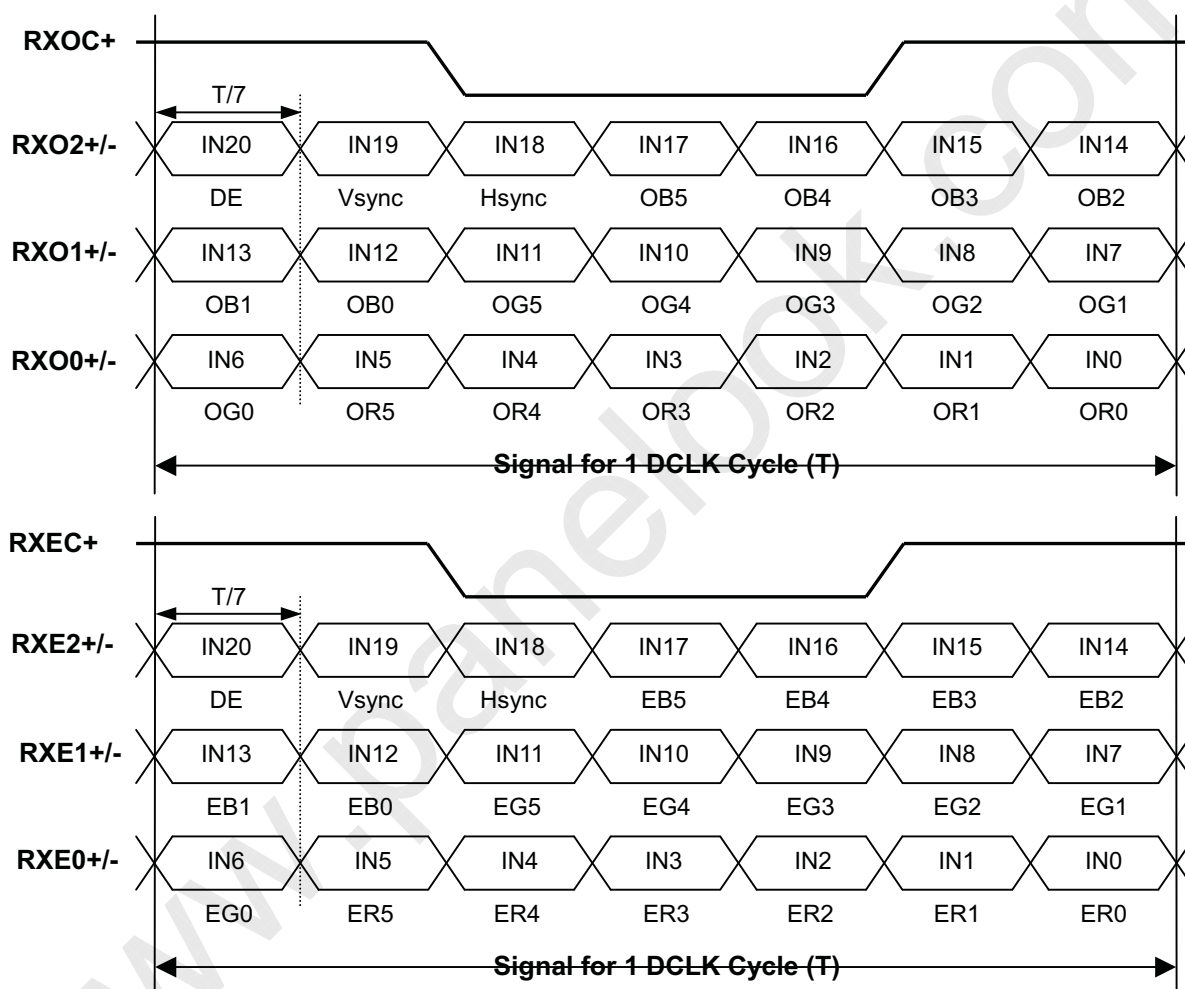 RXOC+
T/7
RXO2+/- IN20 IN19 IN18 IN17 IN16 IN15 IN14
DE Vsync Hsync OB5 OB4 OB3 OB2
RXO1+/- IN13 IN12 IN11 IN10 IN9 IN8 IN7
OB1 OB0 OG5 OG4 OG3 OG2 OG1
RXO0+/- IN6 IN5 IN4 IN3 IN2 IN1 IN0
OG0 OR5 OR4 OR3 OR2 OR1 OR0
Signal for 1 DCLK Cycle (T)
RXEC+
T/7
RXE2+/- IN20 IN19 IN18 IN17 IN16 IN15 IN14
DE Vsync Hsync EB5 EB4 EB3 EB2
RXE1+/- IN13 IN12 IN11 IN10 IN9 IN8 IN7
EB1 EB0 EG5 EG4 EG3 EG2 EG1
RXE0+/- IN6 IN5 IN4 IN3 IN2 IN1 IN0
EG0 ER5 ER4 ER3 ER2 ER1 ER0
Signal for 1 DCLK Cycle (T)
www.panelook.com